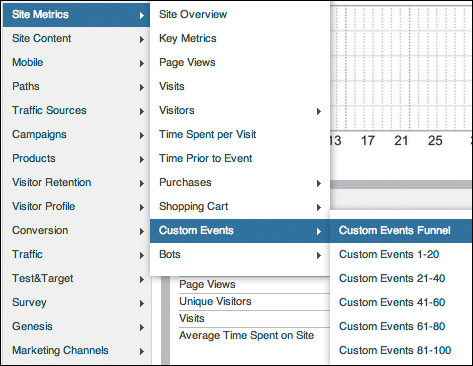 Site Metrics
Site Content
Mobile
Paths
Traffic Sources
Campaigns
Products
Visitor Retention
Visitor Profile
Conversion
Traffic
Test&Target
Survey
Genesis
Marketing Channels
Site Overview
Key Metrics
Page Views
Visits
Visitors
Time Spent per Visit
Time Prior to Event
Purchases
Shopping Cart
Custom Events
Bots
Custom Events Funnel
Custom Events 1-20
Custom Events 21-40
Custom Events 41-60
Custom Events 61-80
Custom Events 81-100
13 17 21 25
Page Views
Unique Visitors
Visits
Average Time Spent on Site